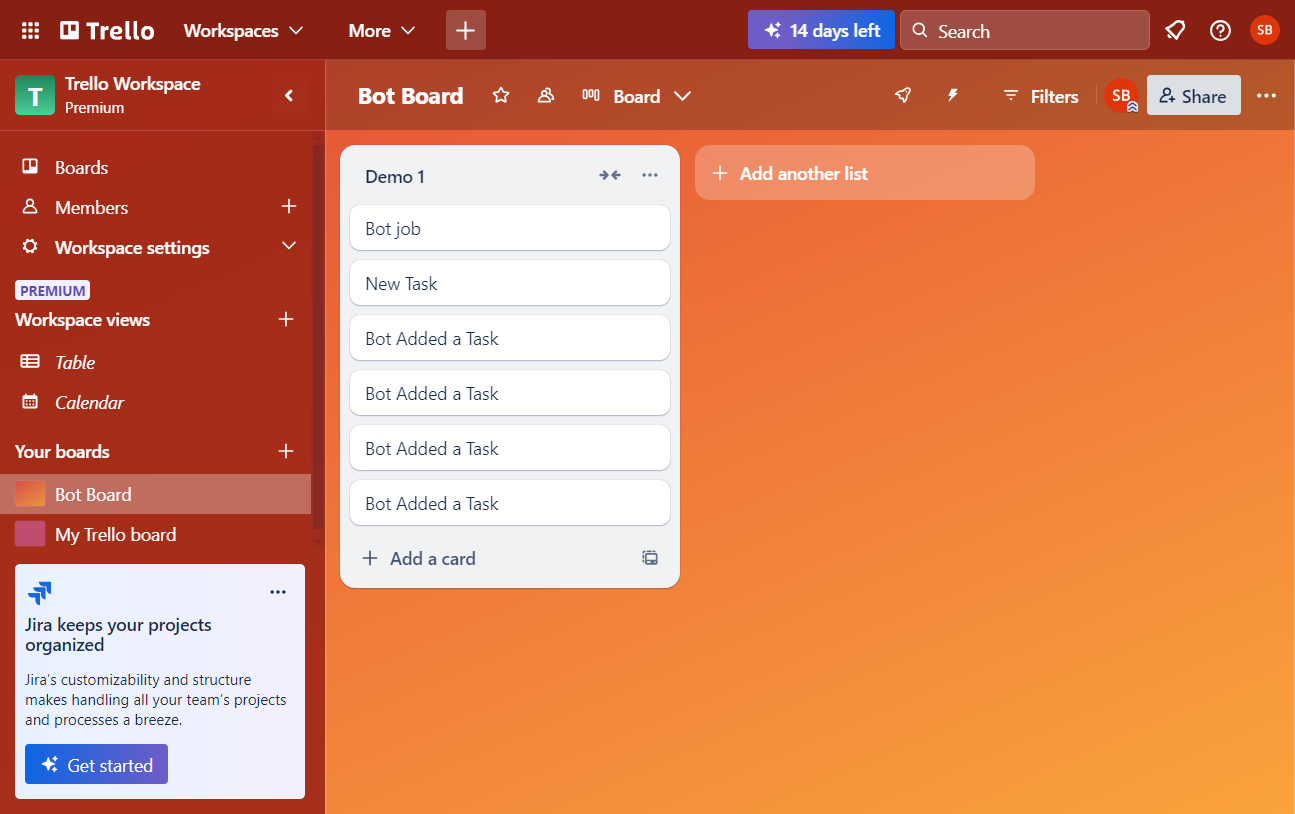 Trello
Workspaces
More
14 days left
Search
SB
T
Trello Workspace
Premium
Bot Board
Board
Filters
SB
Share
Boards
Members
Workspace settings
PREMIUM
Workspace views
Table
Calendar
Your boards
Bot Board
My Trello board
Jira keeps your projects
organized
Jira's customizability and structure
makes handling all your team's projects
and processes a breeze.
Get started
Demo 1
Bot job
New Task
Bot Added a Task
Bot Added a Task
Bot Added a Task
Bot Added a Task
Add a card
Add another list